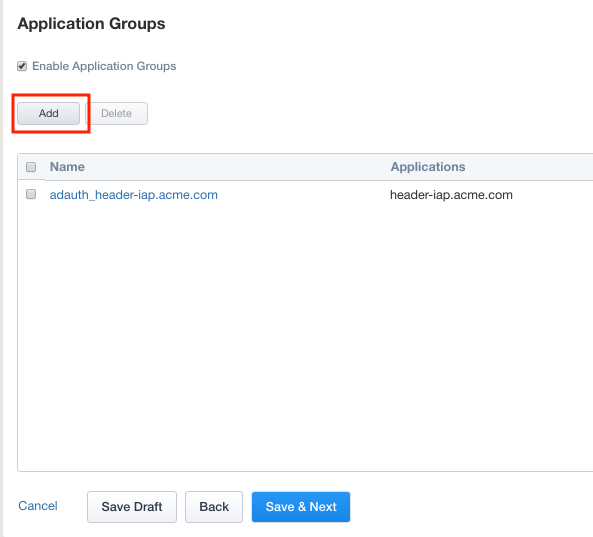 Application Groups
Enable Application Groups
Add Delete
Name Applications
adauth_header-iap.acme.com header-iap.acme.com
Cancel Save Draft Back Save & Next